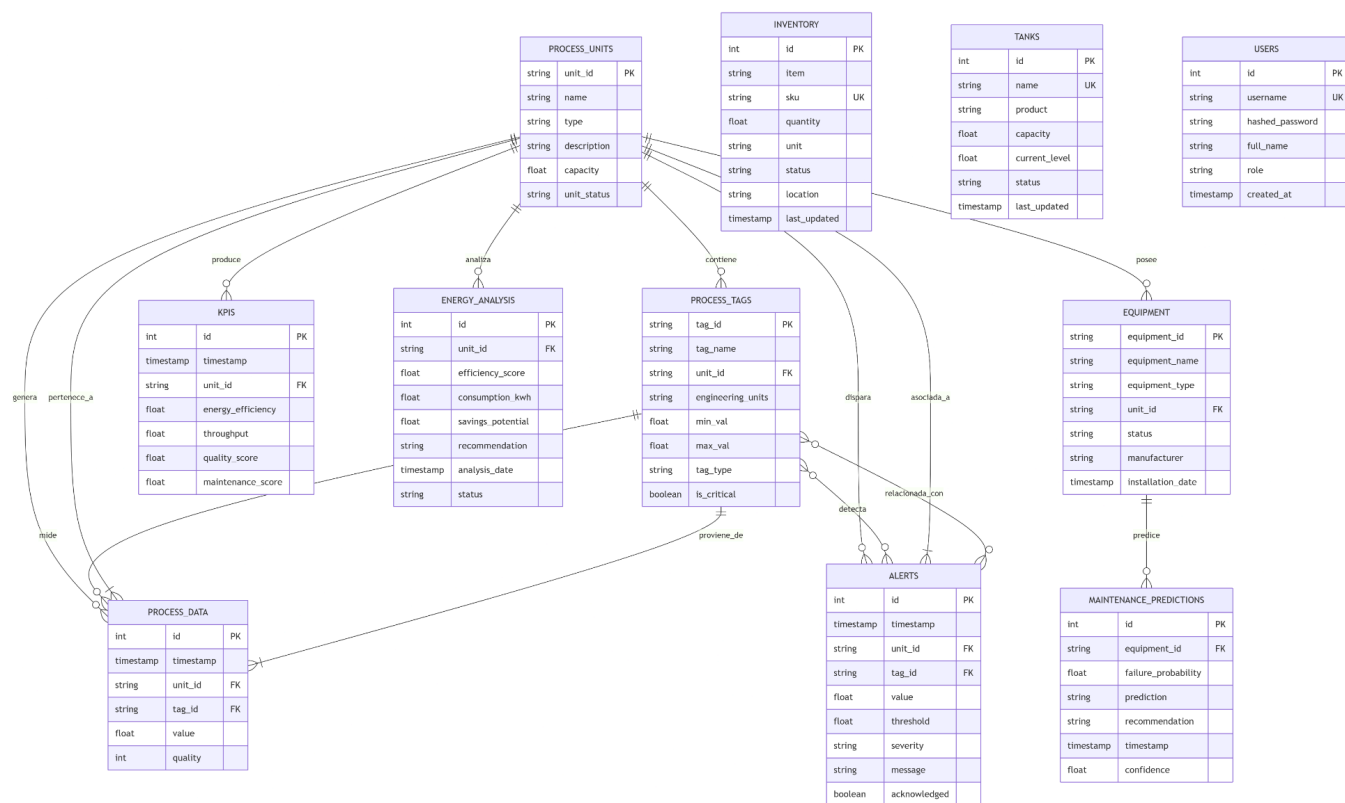 PROCESS_UNITS
string unit_id PK
string name
string type
string description
float capacity
string unit_status
INVENTORY
int id PK
string item
string sku UK
float quantity
string unit
string status
string location
timestamp last_updated
TANKS
int id PK
string name UK
string product
float capacity
float current_level
string status
timestamp last_updated
USERS
int id PK
string username UK
string hashed_password
string full_name
string role
timestamp created_at
produce
analiza
contiene
posee
KPIS
int id PK
timestamp timestamp
string unit_id FK
float energy_efficiency
float throughput
float quality_score
float maintenance_score
ENERGY_ANALYSIS
int id PK
string unit_id FK
float efficiency_score
float consumption_kwh
float savings_potential
string recommendation
timestamp analysis_date
string status
PROCESS_TAGS
string tag_id PK
string tag_name
string unit_id FK
string engineering_units
float min_val
float max_val
string tag_type
boolean is_critical
EQUIPMENT
string equipment_id PK
string equipment_name
string equipment_type
string unit_id FK
string status
string manufacturer
timestamp installation_date
genera
pertenece_a
dispara
asociada_a
relacionada_con
detecta
mide
proviene_de
predice
PROCESS_DATA
int id PK
timestamp timestamp
string unit_id FK
string tag_id FK
float value
int quality
ALERTS
int id PK
timestamp timestamp
string unit_id FK
string tag_id FK
float value
float threshold
string severity
string message
boolean acknowledged
MAINTENANCE_PREDICTIONS
int id PK
string equipment_id FK
float failure_probability
string prediction
string recommendation
timestamp timestamp
float confidence